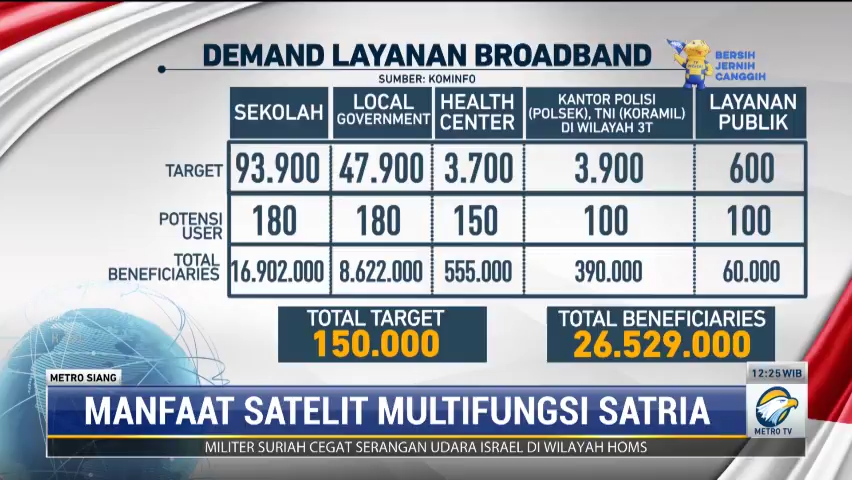 DEMAND LAYANAN BROADBAND
SUMBER: KOMINFO
BERSIH
JERNIH
CANGGIH
SEKOLAH
LOCAL
GOVERNMENT
HEALTH
CENTER
KANTOR POLISI
(POLSEK), TNI (KORAMIL)
DI WILAYAH 3T
LAYANAN
PUBLIK
TARGET 93.900 47.900 3.700 3.900 600
POTENSI
USER
180 180 150 100 100
TOTAL
BENEFICIARIES
16.902.000 8.622.000 555.000 390.000 60.000
TOTAL TARGET
150.000
TOTAL BENEFICIARIES
26.529.000
METRO SIANG
12:25 WIB
MANFAAT SATELIT MULTIFUNGSI SATRIA
METRO TV
MILITER SURIAH CEGAT SERANGAN UDARA ISRAEL DI WILAYAH HOMS